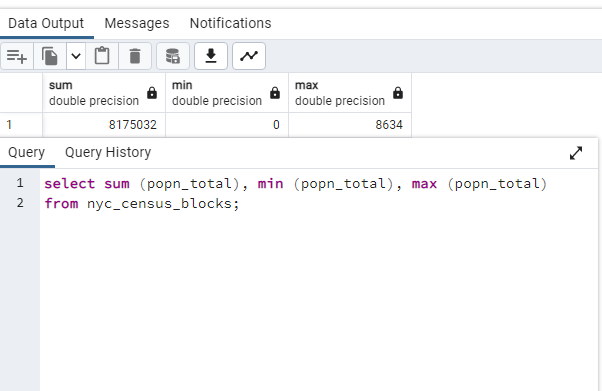 Data Output Messages Notifications
sum min max
double precision double precision double precision
1 8175032 0 8634
Query Query History
1 select sum (popn_total), min (popn_total), max (popn_total)
2 from nyc_census_blocks;